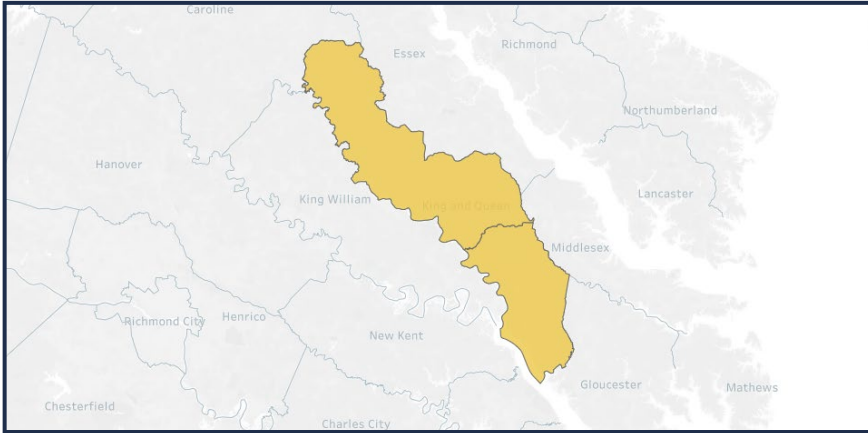 Caroline
Essex
Richmond
Northumberland
Hanover
Lancaster
King William
King and Queen
Middlesex
Richmond City
Henrico
New Kent
Gloucester
Mathews
Chesterfield
Charles City